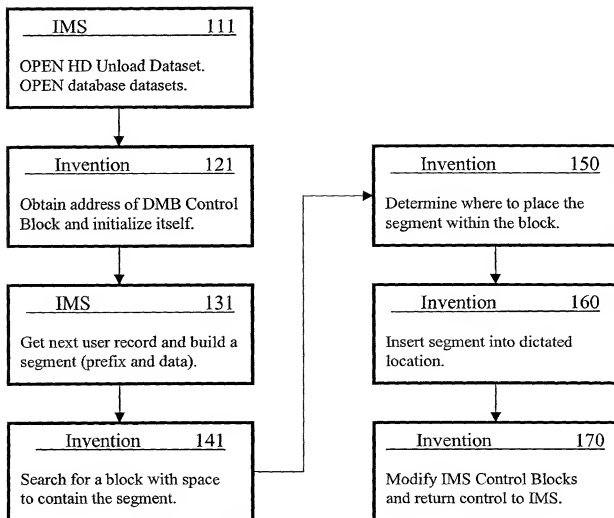 IMS 111
OPEN HD Unload Dataset.
OPEN database datasets.
Invention 121
Obtain address of DMB Control
Block and initialize itself.
IMS 131
Get next user record and build a
segment (prefix and data).
Invention 141
Search for a block with space
to contain the segment.
Invention 150
Determine where to place the
segment within the block.
Invention 160
Insert segment into dictated
location.
Invention 170
Modify IMS Control Blocks
and return control to IMS.